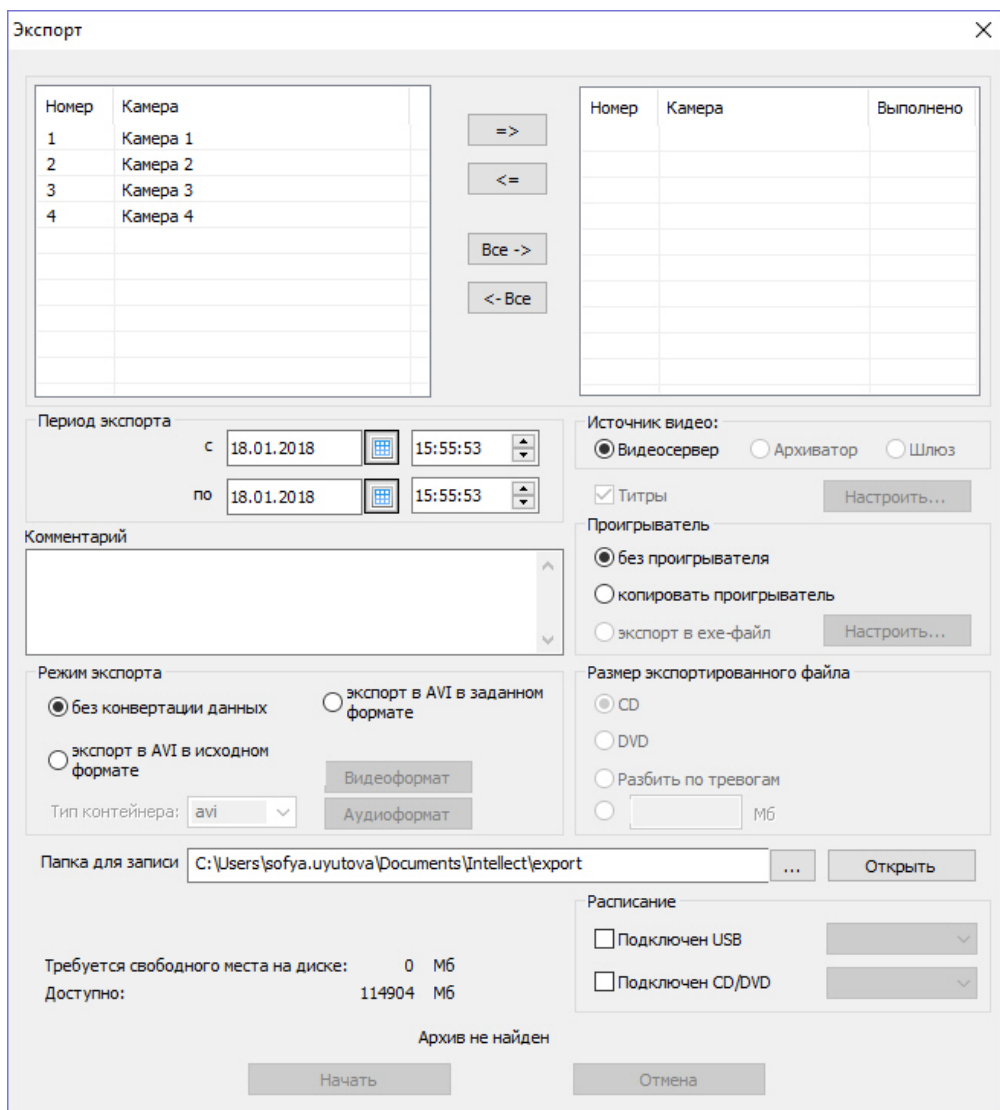 Экспорт
Номер Камера
1 Камера 1
2 Камера 2
3 Камера 3
4 Камера 4
=>
<=
Все ->
<- Все
Номер Камера Выполнено
Период экспорта
с 18.01.2018 15:55:53
по 18.01.2018 15:55:53
Источник видео:
Видеосервер Архиватор Шлюз
Титры Настроить...
Комментарий
Проигрыватель
без проигрывателя
копировать проигрыватель
экспорт в exe-файл Настроить...
Режим экспорта
без конвертации данных
экспорт в AVI в заданном
формате
экспорт в AVI в исходном
формате
Видеоформат
Тип контейнера: avi
Аудиоформат
Размер экспортированного файла
CD
DVD
Разбить по тревогам
Мб
Папка для записи C:\Users\sofya.uyutova\Documents\Intellect\export ... Открыть
Расписание
Подключен USB
Подключен CD/DVD
Требуется свободного места на диске: 0 Мб
Доступно: 114904 Мб
Архив не найден
Начать Отмена